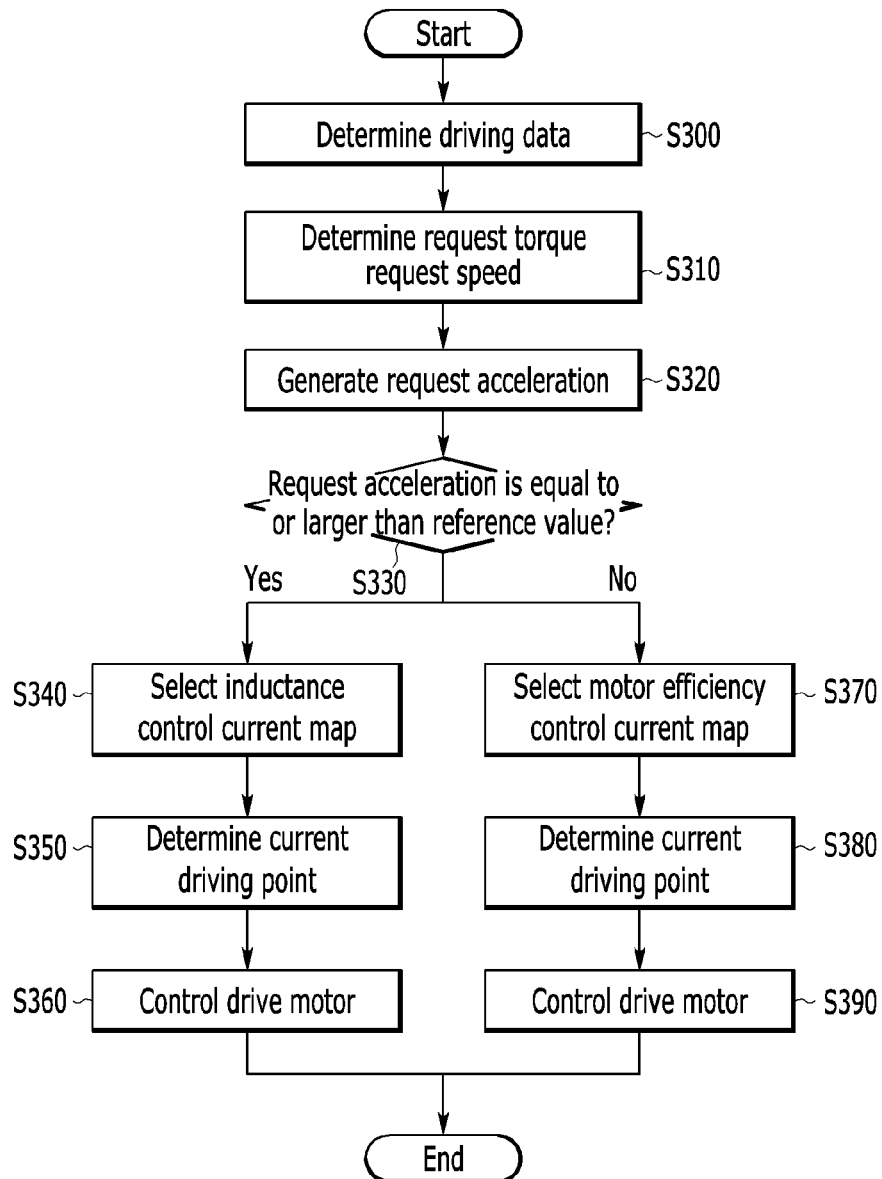 Start
Determine driving data
S300
Determine request torque
request speed
S310
Generate request acceleration
S320
Request acceleration is equal to
or larger than reference value?
S330
Yes
No
S340
Select inductance
control current map
Select motor efficiency
control current map
S370
S350
Determine current
driving point
Determine current
driving point
S380
S360
Control drive motor
Control drive motor
S390
End